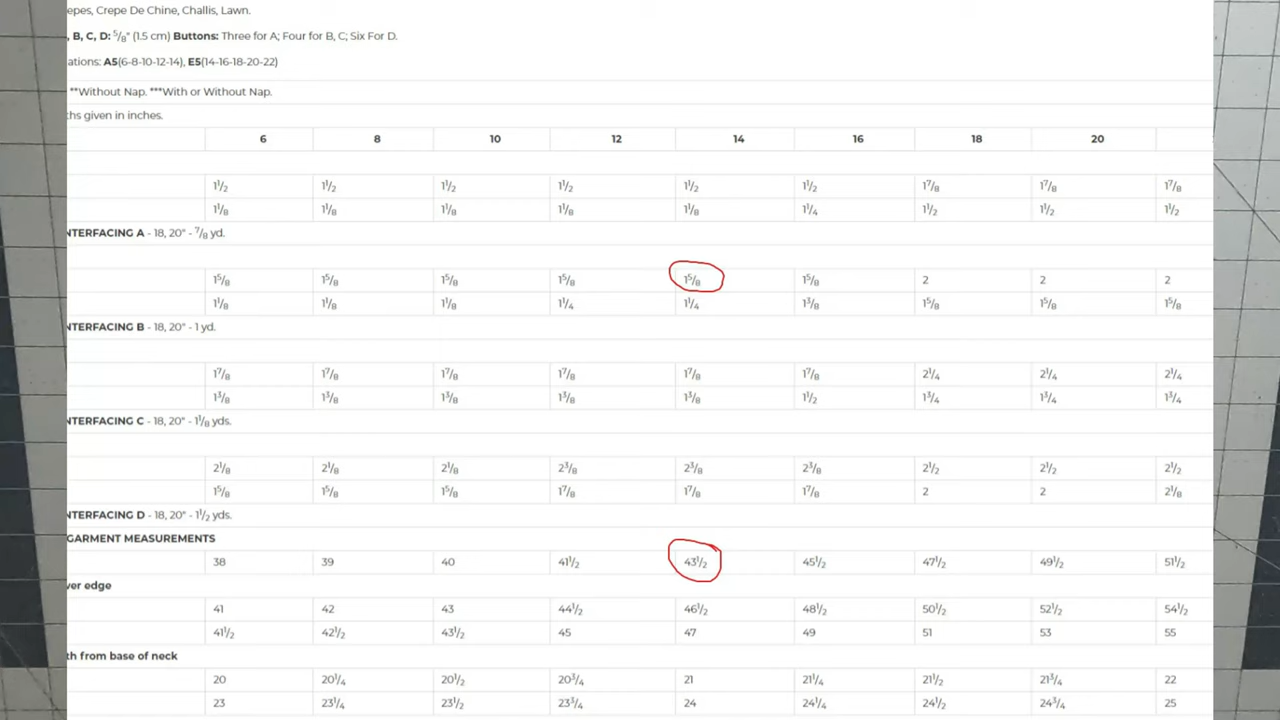 epes, Crepe De Chine, Challis, Lawn.
, B, C, D: 5/8" (1.5 cm) Buttons: Three for A; Four for B, C; Six For D.
ations: A5(6-8-10-12-14), E5(14-16-18-20-22)
**Without Nap. ***With or Without Nap.
ths given in inches.
6 8 10 12 14 16 18 20
1 1/2 1 1/2 1 1/2 1 1/2 1 1/2 1 1/2 1 7/8 1 7/8 1 7/8
1 1/8 1 1/8 1 1/8 1 1/8 1 1/8 1 1/4 1 1/2 1 1/2 1 1/2
NTERFACING A - 18, 20" - 7/8 yd.
1 5/8 1 5/8 1 5/8 1 5/8 1 5/8 1 5/8 2 2 2
1 1/8 1 1/8 1 1/8 1 1/4 1 1/4 1 3/8 1 5/8 1 5/8 1 5/8
NTERFACING B - 18, 20" - 1 yd.
1 7/8 1 7/8 1 7/8 1 7/8 1 7/8 1 7/8 2 1/4 2 1/4 2 1/4
1 3/8 1 3/8 1 3/8 1 3/8 1 3/8 1 1/2 1 3/4 1 3/4 1 3/4
NTERFACING C - 18, 20" - 1 1/8 yds.
2 1/8 2 1/8 2 1/8 2 3/8 2 3/8 2 3/8 2 1/2 2 1/2 2 1/2
1 5/8 1 5/8 1 5/8 1 7/8 1 7/8 1 7/8 2 2 2 1/8
NTERFACING D - 18, 20" - 1 1/2 yds.
GARMENT MEASUREMENTS
38 39 40 41 1/2 43 1/2 45 1/2 47 1/2 49 1/2 51 1/2
ver edge
41 42 43 44 1/2 46 1/2 48 1/2 50 1/2 52 1/2 54 1/2
41 1/2 42 1/2 43 1/2 45 47 49 51 53 55
th from base of neck
20 20 1/4 20 1/2 20 3/4 21 21 1/4 21 1/2 21 3/4 22
23 23 1/4 23 1/2 23 3/4 24 24 1/4 24 1/2 24 3/4 25